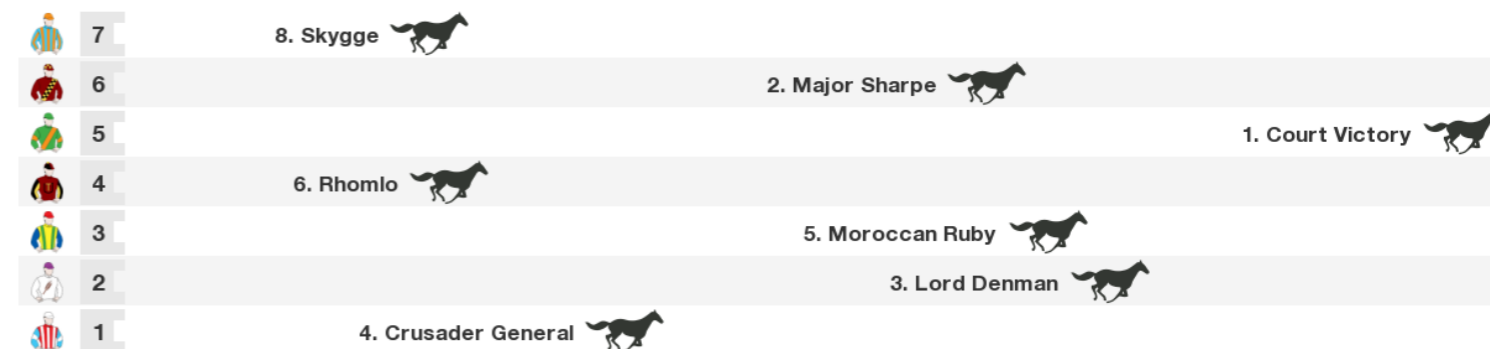 7 8. Skygge
6 2. Major Sharpe
5 1. Court Victory
4 6. Rhomlo
3 5. Moroccan Ruby
2 3. Lord Denman
1 4. Crusader General